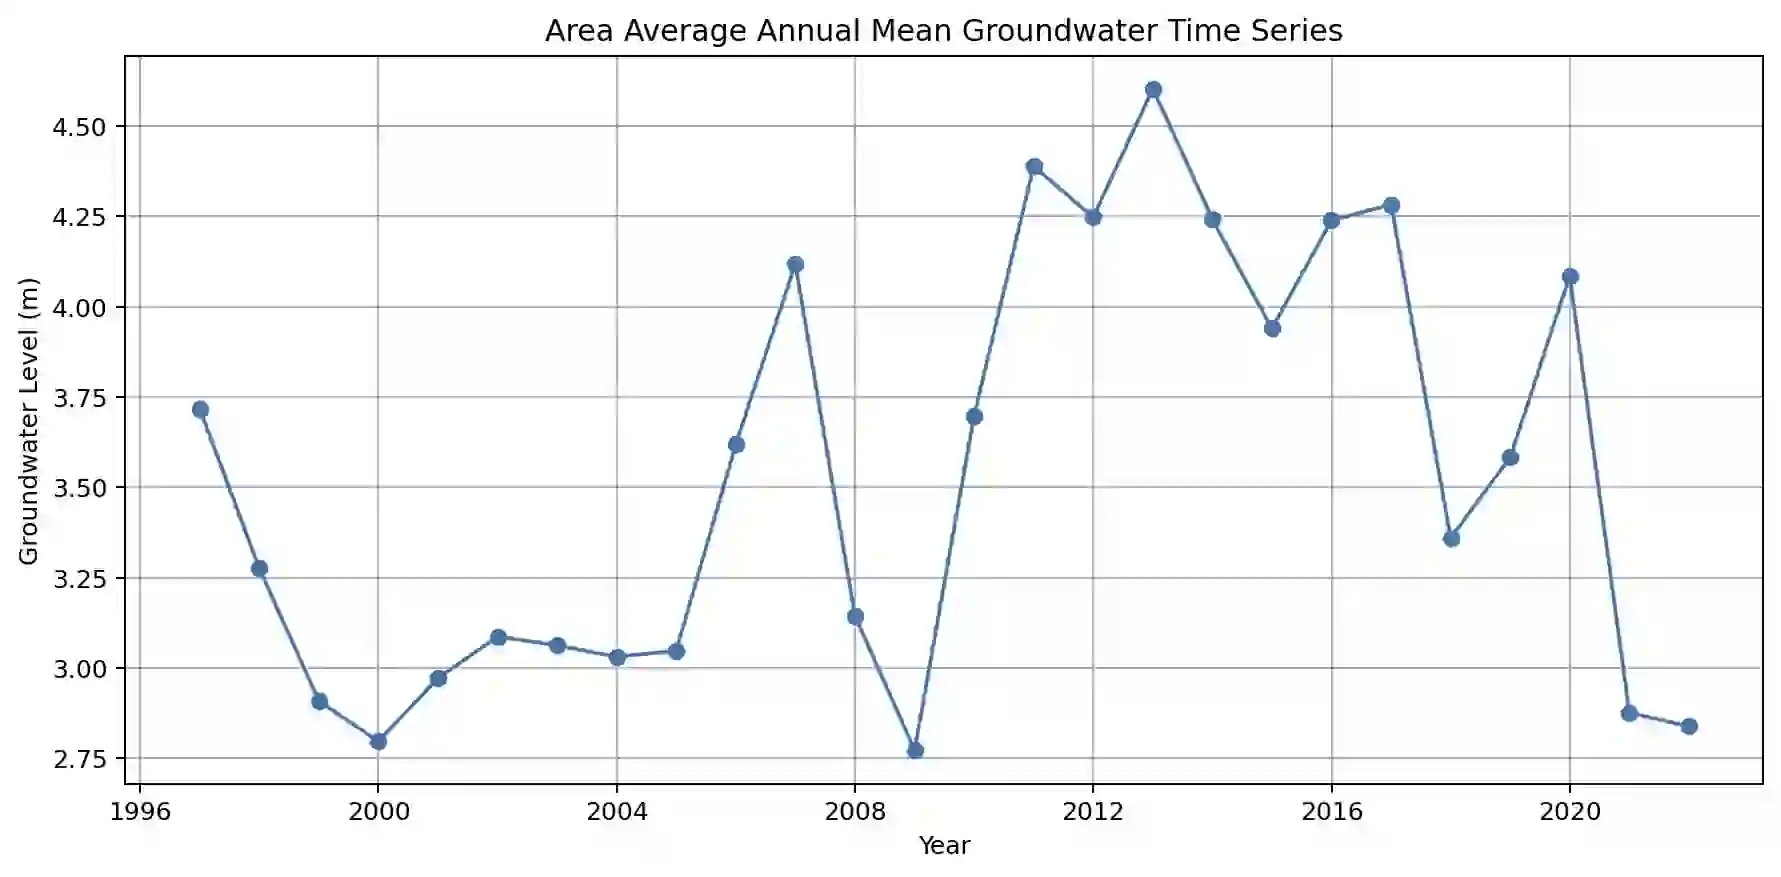 Area Average Annual Mean Groundwater Time Series
Groundwater Level (m)
4.50
4.25
4.00
3.75
3.50
3.25
3.00
2.75
1996 2000 2004 2008 2012 2016 2020
Year